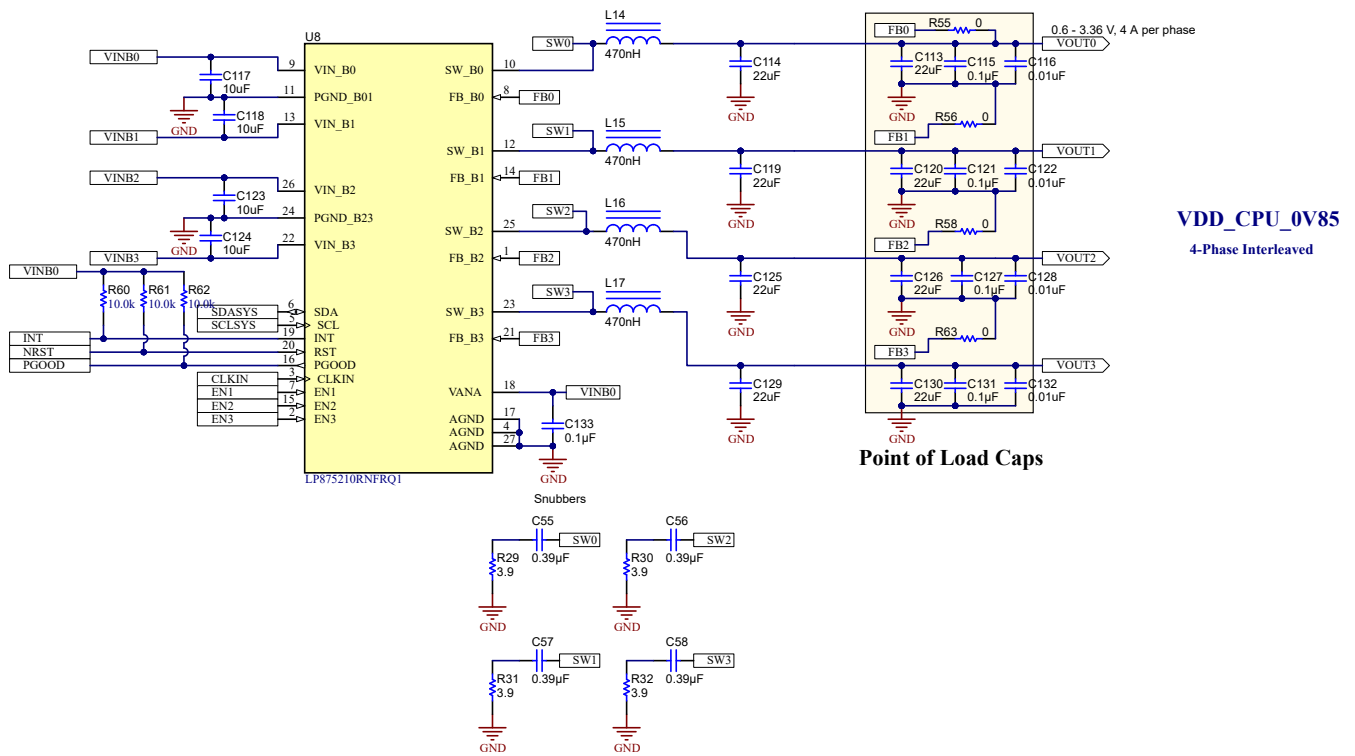 L14
470nH
SW0
R55
0
FB0
0.6 - 3.36 V, 4 A per phase
VOUT0
U8
VINB0
9
VIN_B0
SW_B0
10
C117
10uF
11
PGND_B01
FB_B0
8
FB0
C114
22uF
C113
22uF
C115
0.1µF
C116
0.01uF
GND
GND
GND
C118
10uF
13
VIN_B1
VINB1
R56
0
FB1
L15
470nH
SW1
SW_B1
12
VOUT1
FB_B1
14
FB1
C119
22uF
C120
22uF
C121
0.1µF
C122
0.01uF
GND
GND
VINB2
26
VIN_B2
C123
10uF
24
PGND_B23
GND
C124
10uF
22
VIN_B3
VINB3
L16
470nH
SW2
SW_B2
25
R58
0
FB2
VOUT2
FB_B2
1
FB2
C125
22uF
C126
22uF
C127
0.1µF
C128
0.01uF
GND
GND
VDD_CPU_0V85
4-Phase Interleaved
VINB0
R60
10.0k
R61
10.0k
R62
10.0k
L17
470nH
SW3
SW_B3
23
R63
0
FB3
FB_B3
21
FB3
VOUT3
SDASYS
6
SDA
SCLSYS
5
SCL
INT
19
INT
NRST
20
RST
PGOOD
16
PGOOD
CLKIN
3
CLKIN
EN1
7
EN1
EN2
15
EN2
EN3
2
EN3
VANA
18
VINB0
AGND
17
AGND
4
AGND
27
C133
0.1µF
GND
C129
22uF
GND
C130
22uF
C131
0.1µF
C132
0.01uF
GND
Point of Load Caps
LP875210RNFRQ1
Snubbers
C55
0.39µF
SW0
R29
3.9
GND
C56
0.39µF
SW2
R30
3.9
GND
C57
0.39µF
SW1
R31
3.9
GND
C58
0.39µF
SW3
R32
3.9
GND